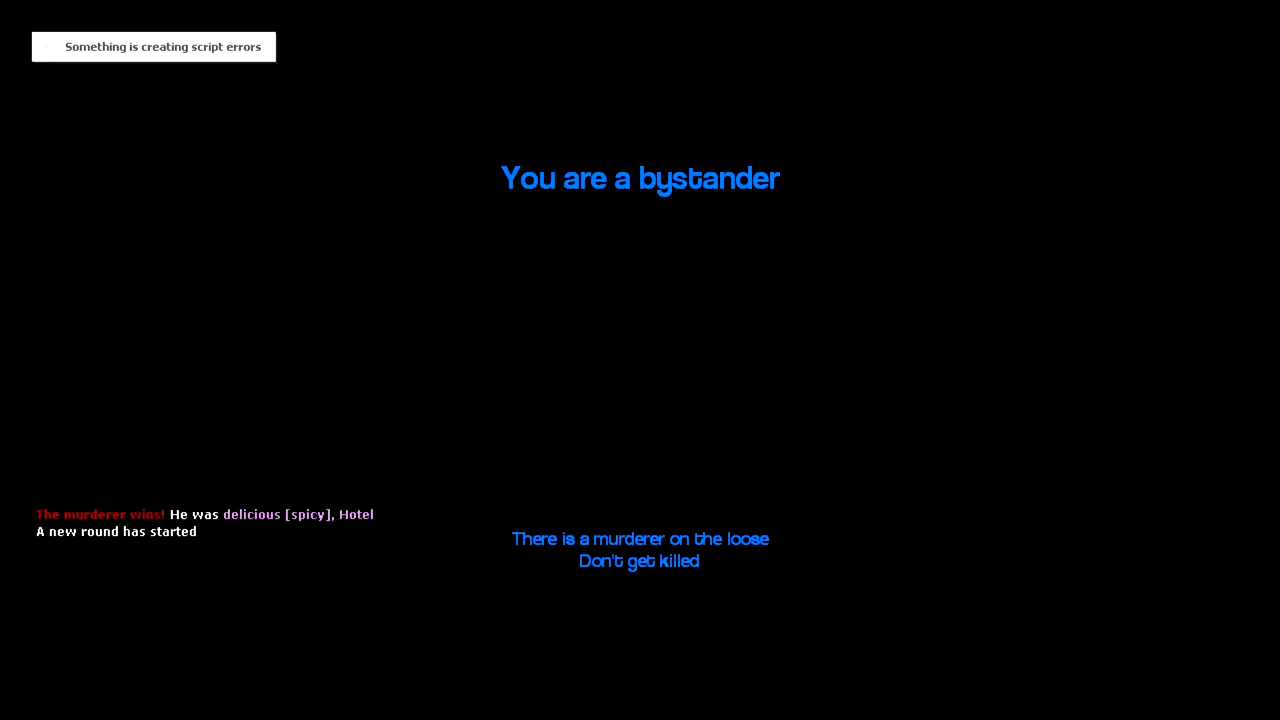 Something is creating script errors
You are a bystander
The murderer wins! He was delicious [spicy], Hotel
A new round has started
There is a murderer on the loose
Don't get killed